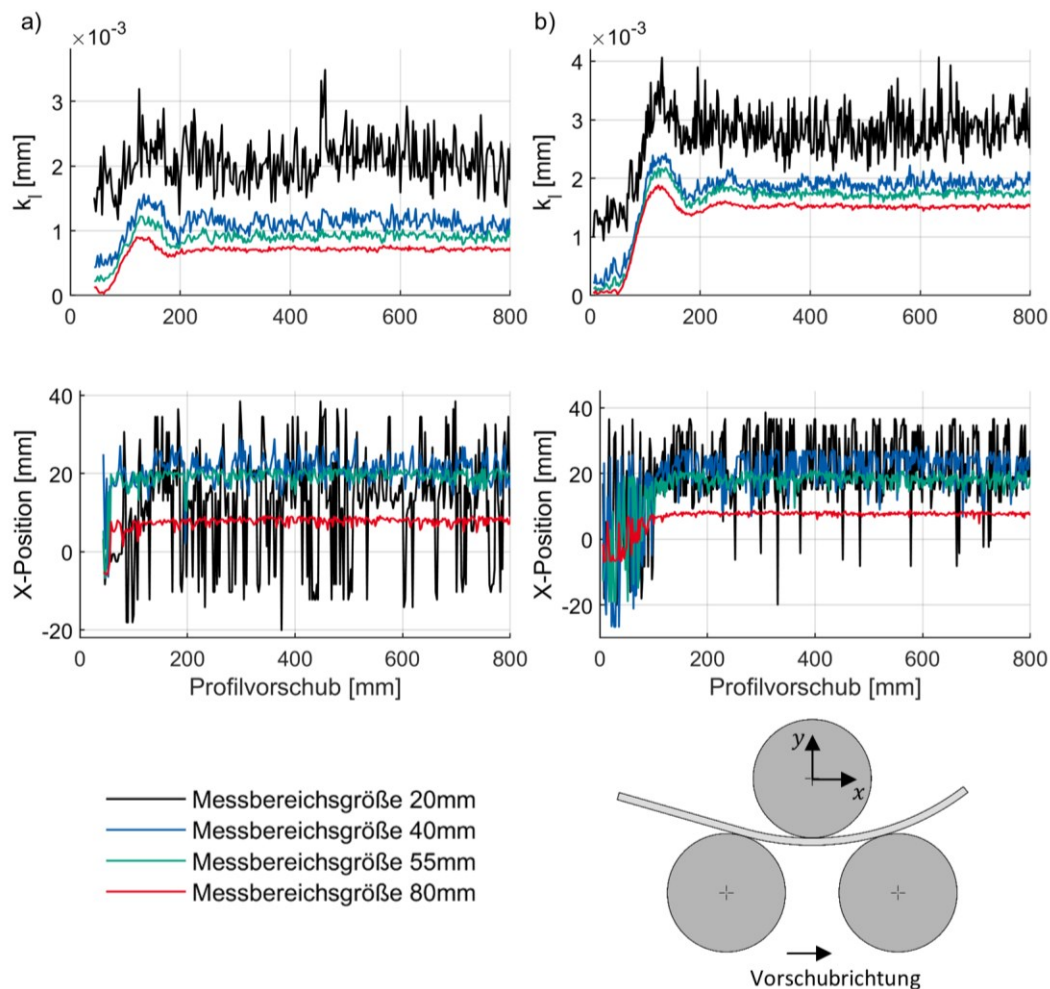 a)
×10⁻³
3
2
1
0
k_l [mm]
0 200 400 600 800
b)
×10⁻³
4
3
2
1
0
k_l [mm]
0 200 400 600 800
40
20
0
-20
X-Position [mm]
0 200 400 600 800
Profilvorschub [mm]
40
20
0
-20
X-Position [mm]
0 200 400 600 800
Profilvorschub [mm]
Messbereichsgröße 20mm
Messbereichsgröße 40mm
Messbereichsgröße 55mm
Messbereichsgröße 80mm
y
x
Vorschubrichtung